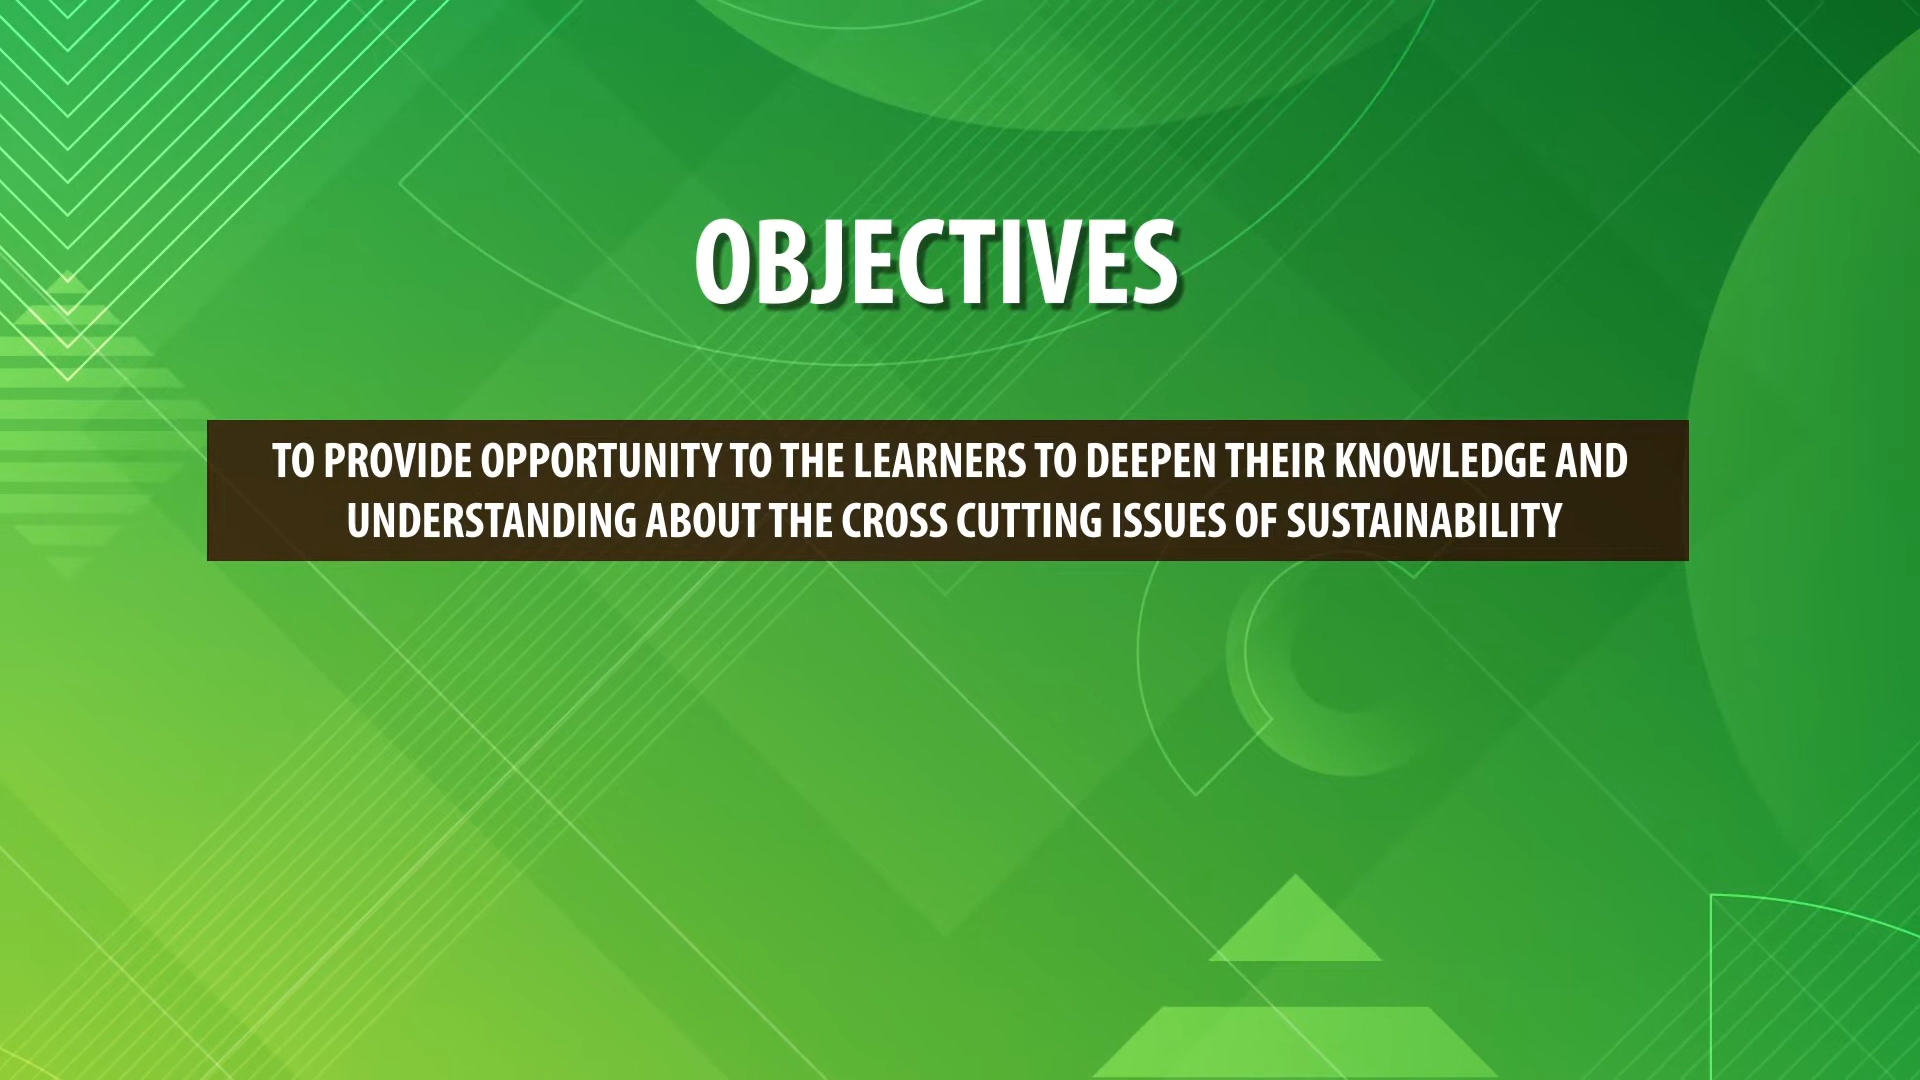 OBJECTIVES
TO PROVIDE OPPORTUNITY TO THE LEARNERS TO DEEPEN THEIR KNOWLEDGE AND
UNDERSTANDING ABOUT THE CROSS CUTTING ISSUES OF SUSTAINABILITY